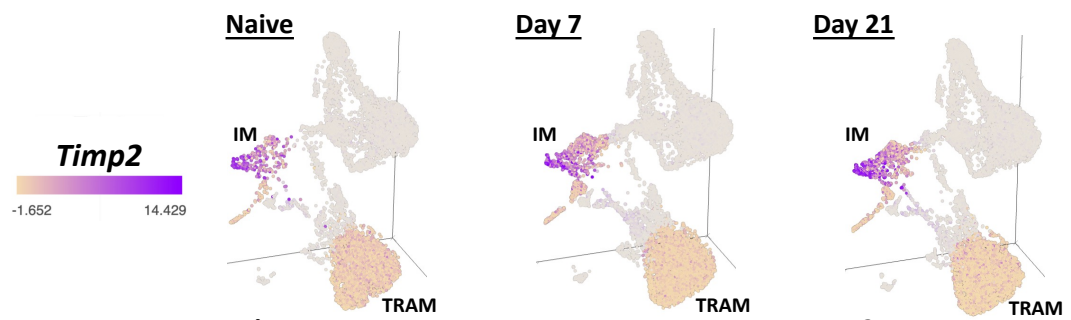 Naive
Day 7
Day 21
IM
IM
IM
Timp2
-1.652
14.429
TRAM
TRAM
TRAM